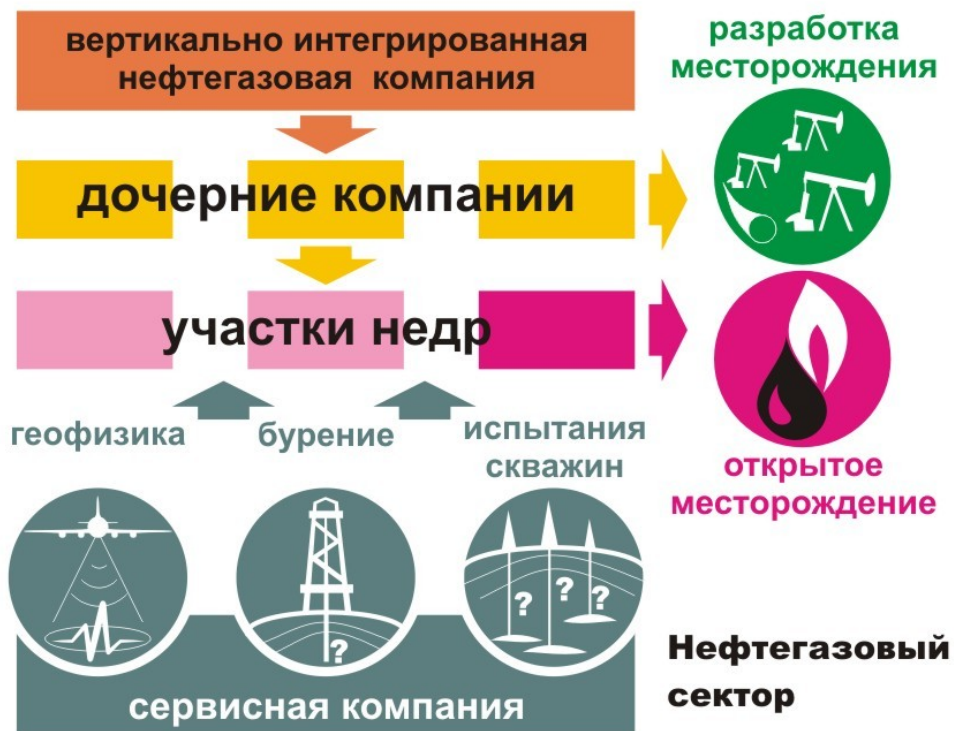 вертикально интегрированная
нефтегазовая компания
разработка
месторождения
дочерние компании
участки недр
геофизика
бурение
испытания
скважин
открытое
месторождение
?
?
?
?
сервисная компания
Нефтегазовый
сектор